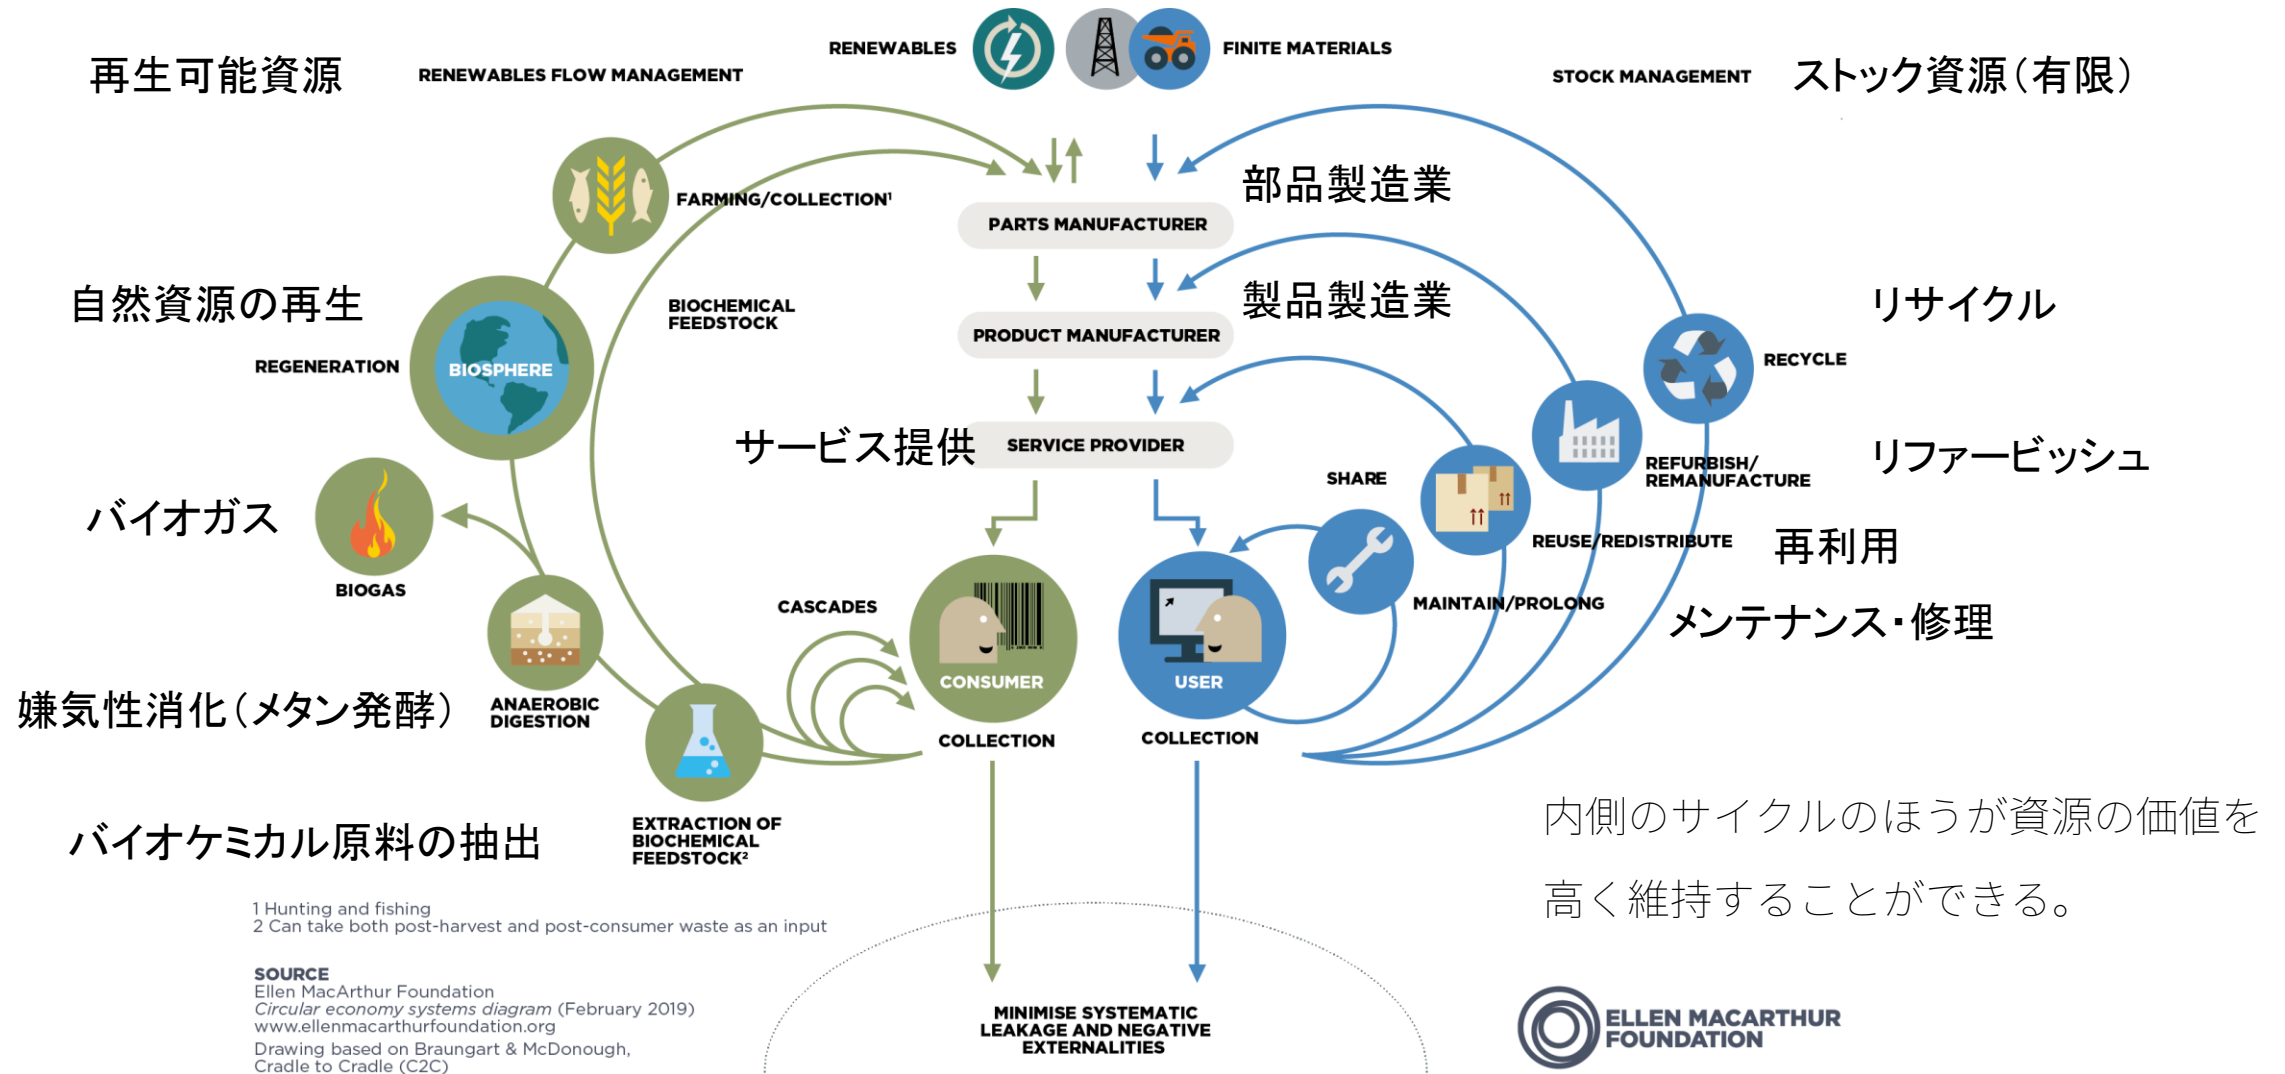 RENEWABLES
FINITE MATERIALS
再生可能資源
RENEWABLES FLOW MANAGEMENT
STOCK MANAGEMENT
ストック資源（有限）
部品製造業
FARMING/COLLECTION¹
PARTS MANUFACTURER
自然資源の再生
BIOCHEMICAL
FEEDSTOCK
製品製造業
リサイクル
PRODUCT MANUFACTURER
REGENERATION
BIOSPHERE
RECYCLE
サービス提供
SERVICE PROVIDER
リファービッシュ
SHARE
REFURBISH/
REMANUFACTURE
バイオガス
REUSE/REDISTRIBUTE
再利用
BIOGAS
CASCADES
MAINTAIN/PROLONG
メンテナンス・修理
CONSUMER
USER
嫌気性消化（メタン発酵）
ANAEROBIC
DIGESTION
COLLECTION
COLLECTION
バイオケミカル原料の抽出
EXTRACTION OF
BIOCHEMICAL
FEEDSTOCK²
内側のサイクルのほうが資源の価値を
高く維持することができる。
1 Hunting and fishing
2 Can take both post-harvest and post-consumer waste as an input
SOURCE
Ellen MacArthur Foundation
Circular economy systems diagram (February 2019)
www.ellenmacarthurfoundation.org
Drawing based on Braungart & McDonough,
Cradle to Cradle (C2C)
MINIMISE SYSTEMATIC
LEAKAGE AND NEGATIVE
EXTERNALITIES
ELLEN MACARTHUR
FOUNDATION